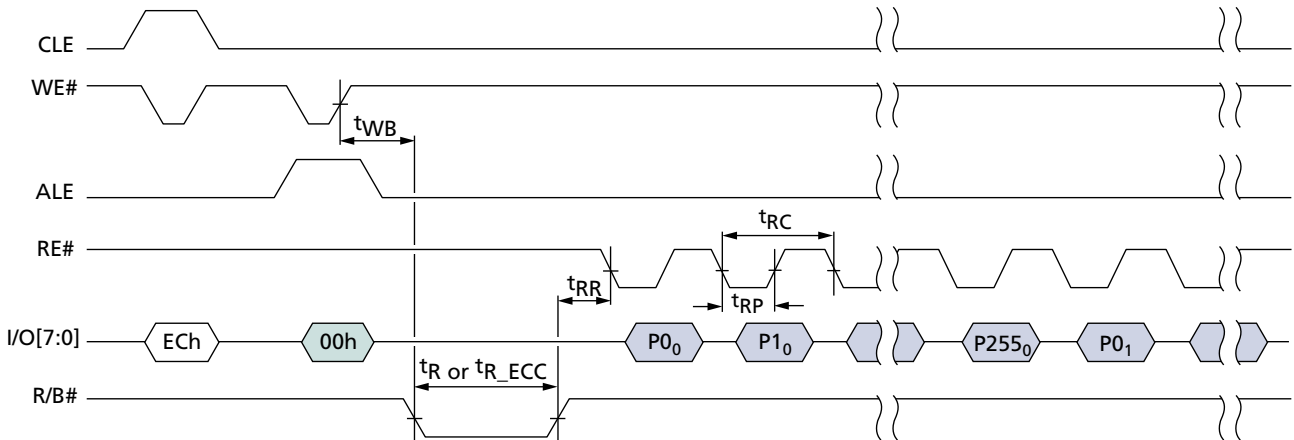 CLE
WE#
tWB
ALE
tRC
RE#
tRR
tRP
I/O[7:0]
ECh
00h
P0₀
P1₀
P255₀
P0₁
tR or tR_ECC
R/B#